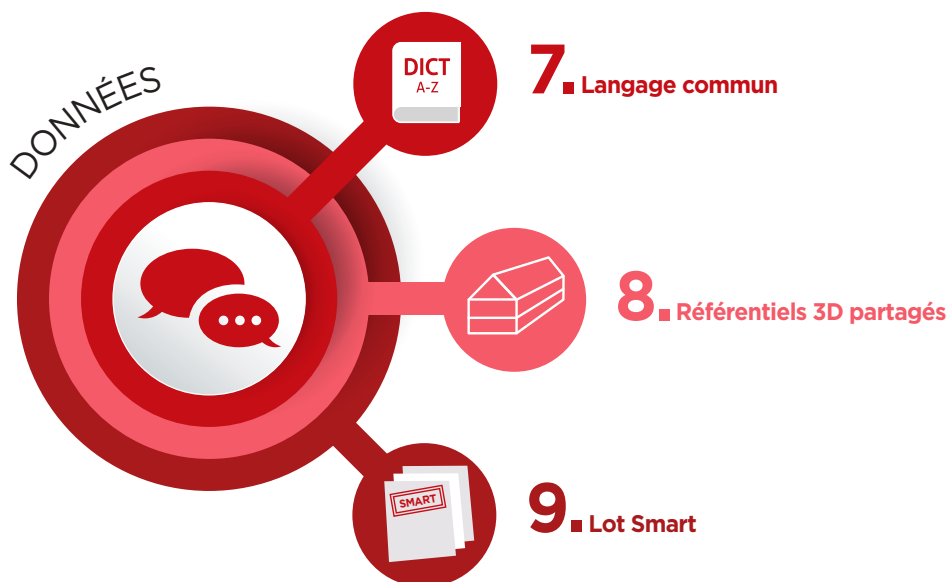 DONNÉES
DICT
A-Z
7. Langage commun
8. Référentiels 3D partagés
SMART
9. Lot Smart